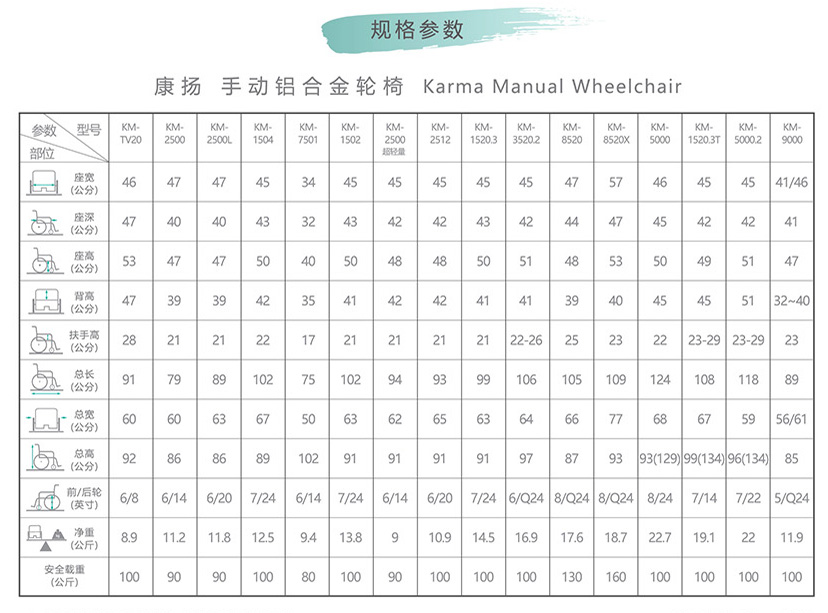 规格参数
康扬 手动铝合金轮椅 Karma Manual Wheelchair
参数 型号 部位 KM-TV20 KM-2500 KM-2500L KM-1504 KM-7501 KM-1502 KM-2500 超轻量 KM-2512 KM-1520.3 KM-3520.2 KM-8520 KM-8520X KM-5000 KM-1520.3T KM-5000.2 KM-9000
座宽 (公分) 46 47 47 45 34 45 45 45 45 45 47 57 46 45 45 41/46
座深 (公分) 47 40 40 43 32 43 42 42 43 42 44 47 45 42 42 41
座高 (公分) 53 47 47 50 40 50 48 48 50 51 48 53 50 49 51 47
背高 (公分) 47 39 39 42 35 41 42 42 41 41 39 40 45 45 51 32~40
扶手高 (公分) 28 21 21 22 17 21 21 21 21 22-26 25 23 22 23-29 23-29 23
总长 (公分) 91 79 89 102 75 102 94 93 99 106 105 109 124 108 118 89
总宽 (公分) 60 60 63 67 50 63 62 65 63 64 66 77 68 67 59 56/61
总高 (公分) 92 86 86 89 102 91 91 91 91 97 87 93 93(129) 99(134) 96(134) 85
前/后轮 (英寸) 6/8 6/14 6/20 7/24 6/14 7/24 6/14 6/20 7/24 6/Q24 8/Q24 8/Q24 8/24 7/14 7/22 5/Q24
净重 (公斤) 8.9 11.2 11.8 12.5 9.4 13.8 9 10.9 14.5 16.9 17.6 18.7 22.7 19.1 22 11.9
安全载重 (公斤) 100 90 90 100 80 100 90 100 100 100 130 160 100 100 100 100